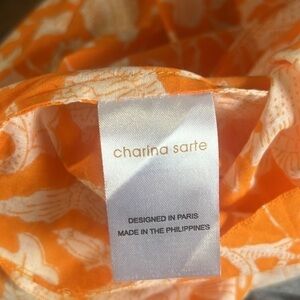 charina sarte
DESIGNED IN PARIS
MADE IN THE PHILIPPINES